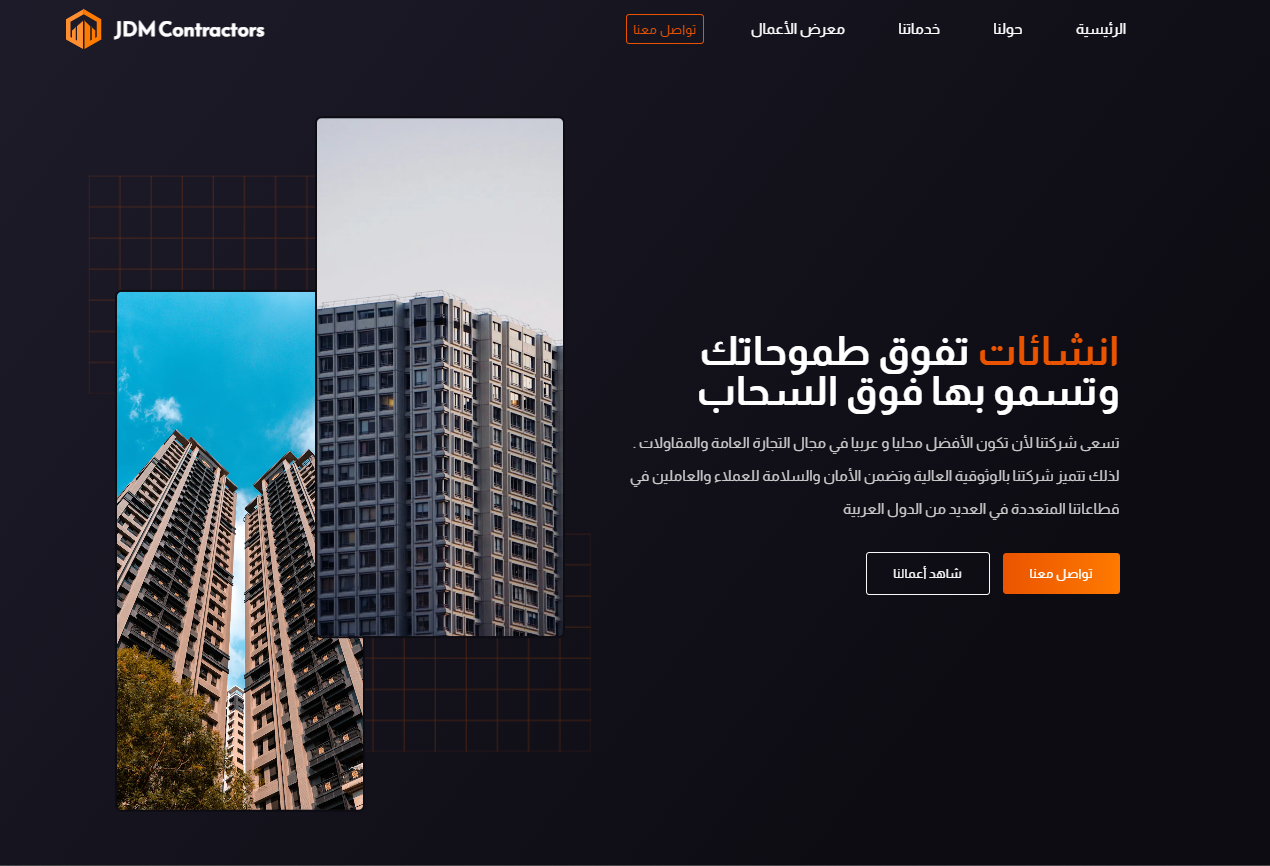 JDM Contractors
الرئيسية
حولنا
خدماتنا
معرض الأعمال
تواصل معنا
انشائات تفوق طموحاتك
وتسمو بها فوق السحاب
تسعى شركتنا لأن تكون الأفضل محليا و عربيا في مجال التجارة العامة والمقاولات .
لذلك تتميز شركتنا بالوثوقية العالية وتضمن الأمان والسلامة للعملاء والعاملين في
قطاعاتنا المتعددة في العديد من الدول العربية
تواصل معنا
شاهد أعمالنا